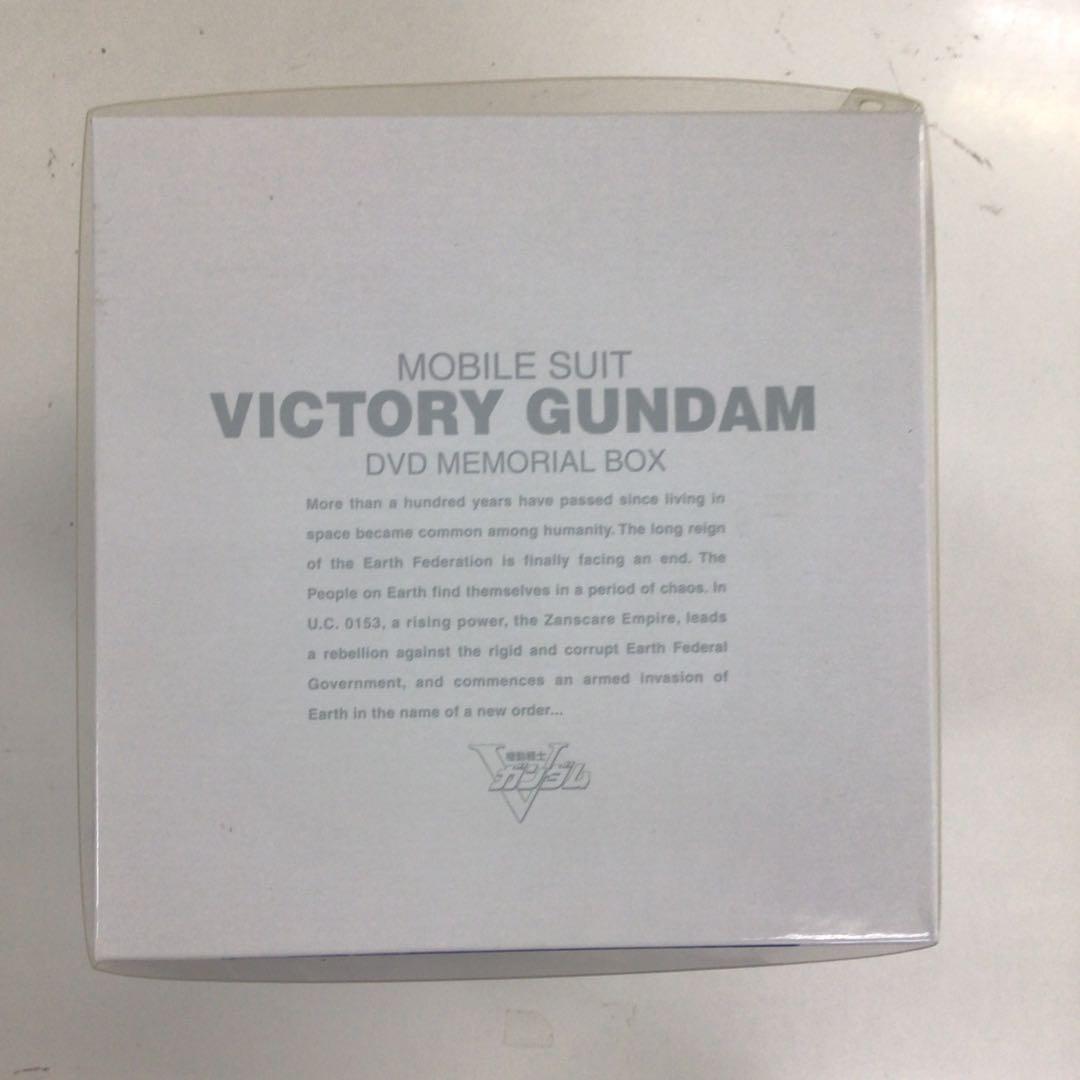 MOBILE SUIT
VICTORY GUNDAM
DVD MEMORIAL BOX
More than a hundred years have passed since living in
space became common among humanity. The long reign
of the Earth Federation is finally facing an end. The
People on Earth find themselves in a period of chaos. In
U.C. 0153, a rising power, the Zanscare Empire, leads
a rebellion against the rigid and corrupt Earth Federal
Government, and commences an armed invasion of
Earth in the name of a new order...
機動戦士
V
ガンダム